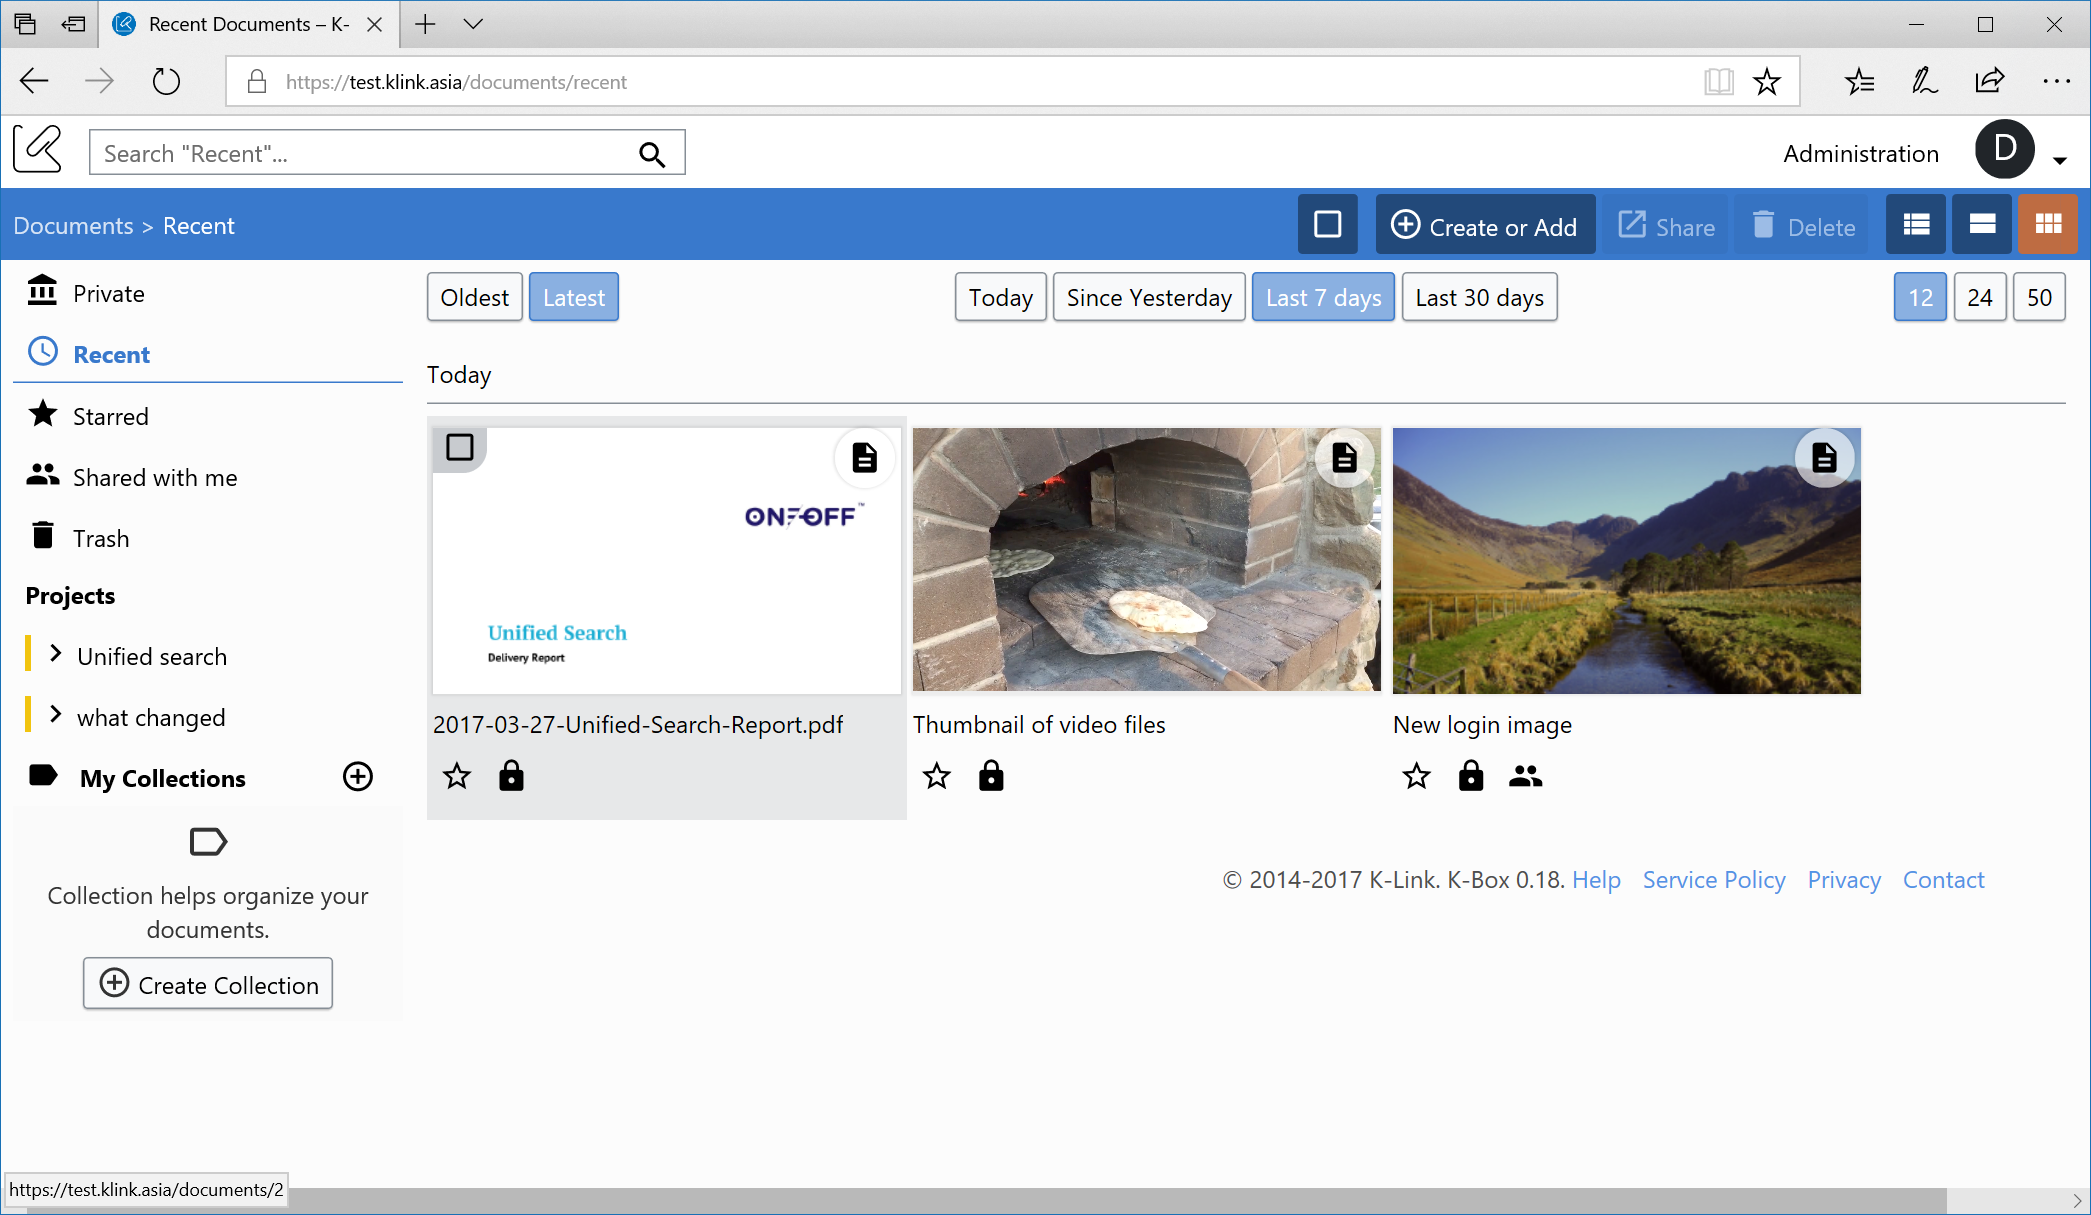 Recent Documents – K-
https://test.klink.asia/documents/recent
Search "Recent"...
Administration
D
Documents > Recent
Create or Add
Share
Delete
Private
Recent
Starred
Shared with me
Trash
Projects
Unified search
what changed
My Collections
Collection helps organize your
documents.
Create Collection
Oldest
Latest
Today
Since Yesterday
Last 7 days
Last 30 days
12
24
50
Today
ON-OFF™
Unified Search
Delivery Report
2017-03-27-Unified-Search-Report.pdf
Thumbnail of video files
New login image
© 2014-2017 K-Link. K-Box 0.18. Help Service Policy Privacy Contact
https://test.klink.asia/documents/2